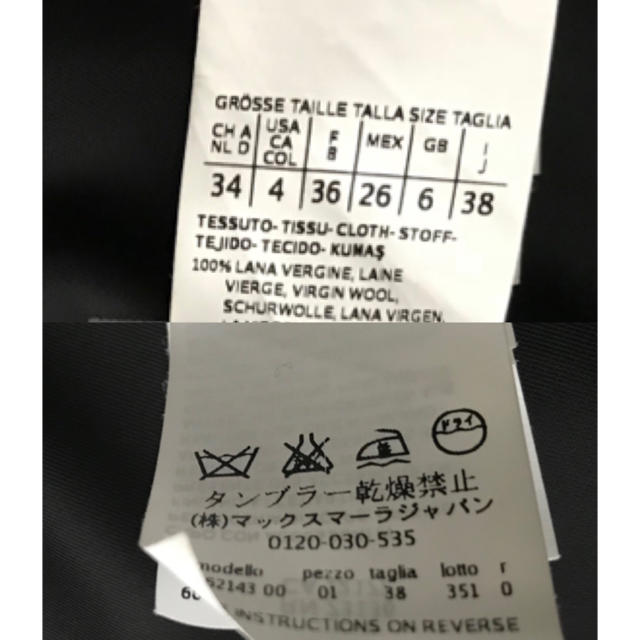 GRÖSSE TAILLE TALLA SIZE TAGLIA
CH A NL D USA CA COL F B MEX GB I J
34 4 36 26 6 38
TESSUTO-TISSU-CLOTH-STOFF-
TEJIDO-TECIDO-KUMAŞ
100% LANA VERGINE, LAINE
VIERGE, VIRGIN WOOL,
SCHURWOLLE, LANA VIRGEN,
ドライ
タンブラー乾燥禁止
(株)マックスマーラジャパン
0120-030-535
modello pezzo taglia lotto r
52143 00 01 38 351 0
INSTRUCTIONS ON REVERSE